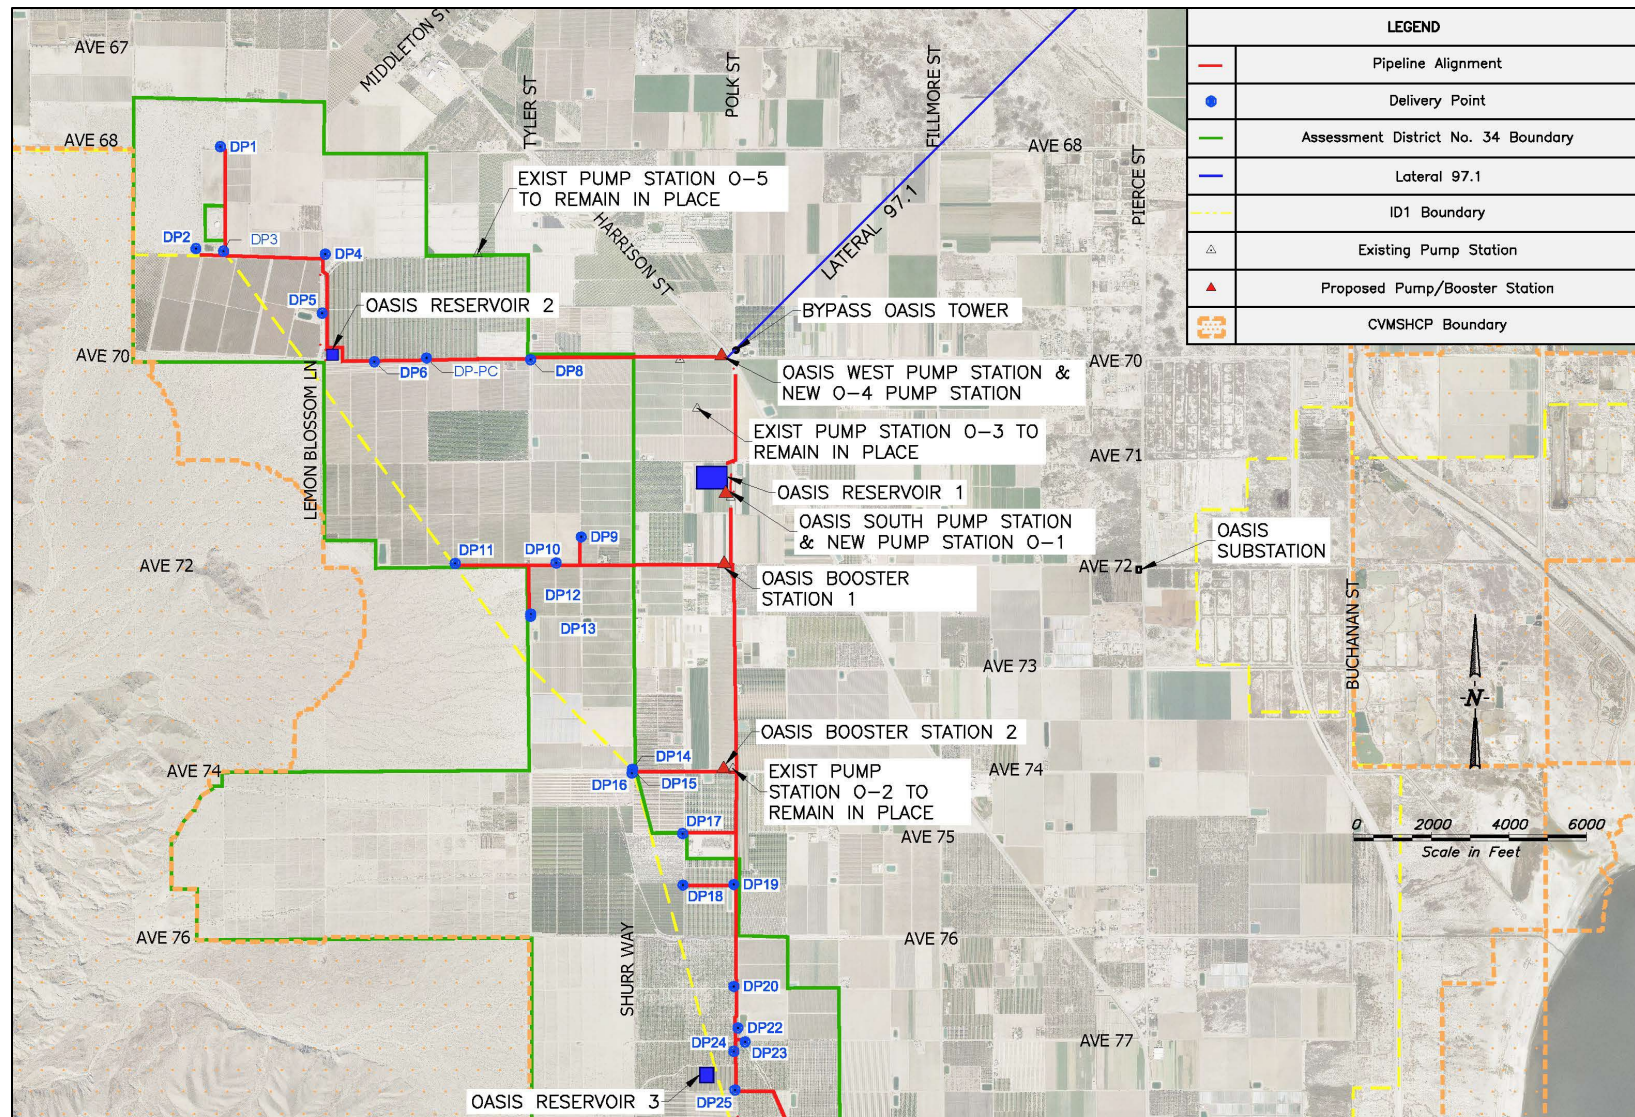 LEGEND
Pipeline Alignment
Delivery Point
Assessment District No. 34 Boundary
Lateral 97.1
ID1 Boundary
Existing Pump Station
Proposed Pump/Booster Station
CVMSHCP Boundary
AVE 67
MIDDLETON ST
TYLER ST
POLK ST
FILLMORE ST
AVE 68
AVE 68
PIERCE ST
DP1
EXIST PUMP STATION O-5
TO REMAIN IN PLACE
HARRISON ST
LATERAL 97.1
DP2
DP3
DP4
DP5
OASIS RESERVOIR 2
BYPASS OASIS TOWER
AVE 70
AVE 70
DP6
DP-PC
DP8
OASIS WEST PUMP STATION &
NEW O-4 PUMP STATION
LEMON BLOSSOM LN
EXIST PUMP STATION O-3 TO
REMAIN IN PLACE
AVE 71
OASIS RESERVOIR 1
OASIS SOUTH PUMP STATION
& NEW PUMP STATION O-1
OASIS
SUBSTATION
DP9
DP10
DP11
AVE 72
AVE 72
OASIS BOOSTER
STATION 1
DP12
DP13
BUCHANAN ST
AVE 73
-N-
OASIS BOOSTER STATION 2
DP14
DP16
DP15
AVE 74
AVE 74
EXIST PUMP
STATION O-2 TO
REMAIN IN PLACE
DP17
AVE 75
0 2000 4000 6000
Scale in Feet
DP18
DP19
AVE 76
AVE 76
SHURR WAY
DP20
DP22
DP24
DP23
AVE 77
OASIS RESERVOIR 3
DP25